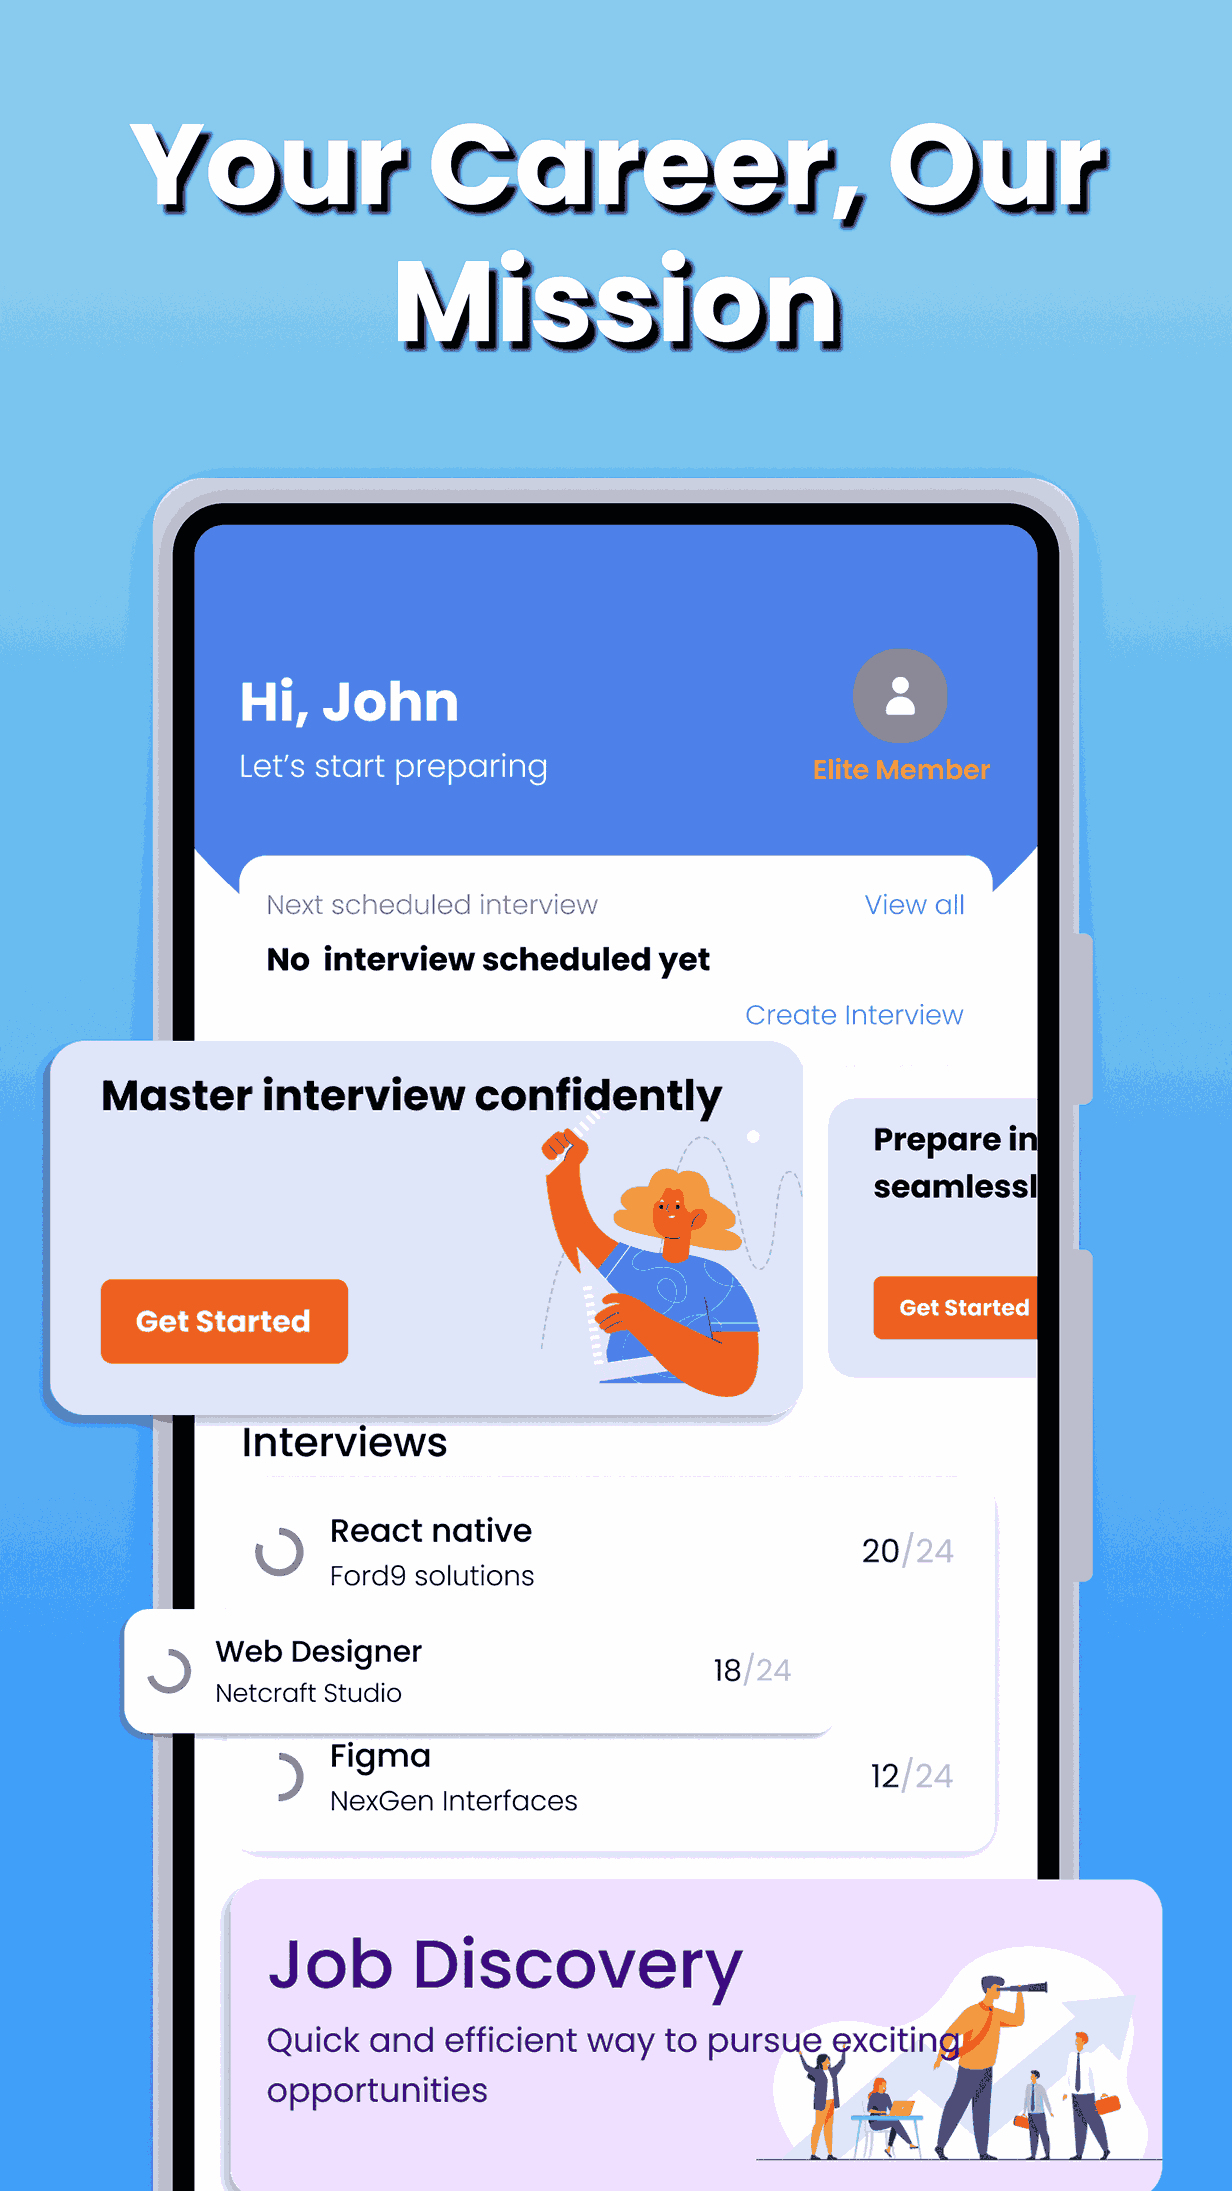 Your Career, Our
Mission
Hi, John
Let's start preparing
Elite Member
Next scheduled interview
View all
No interview scheduled yet
Create Interview
Master interview confidently
Get Started
Prepare in
seamlessl
Get Started
Interviews
React native
Ford9 solutions
20/24
Web Designer
Netcraft Studio
18/24
Figma
NexGen Interfaces
12/24
Job Discovery
Quick and efficient way to pursue exciting
opportunities